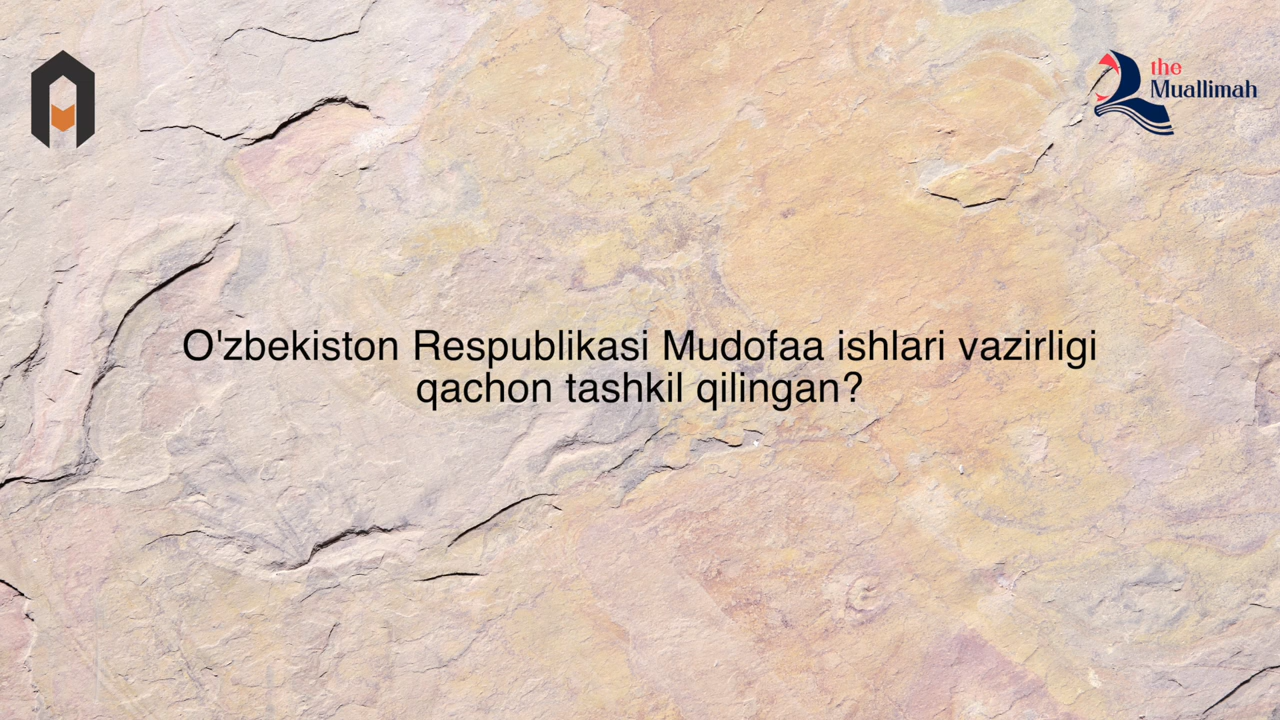 the
Muallimah
O'zbekiston Respublikasi Mudofaa ishlari vazirligi
qachon tashkil qilingan?